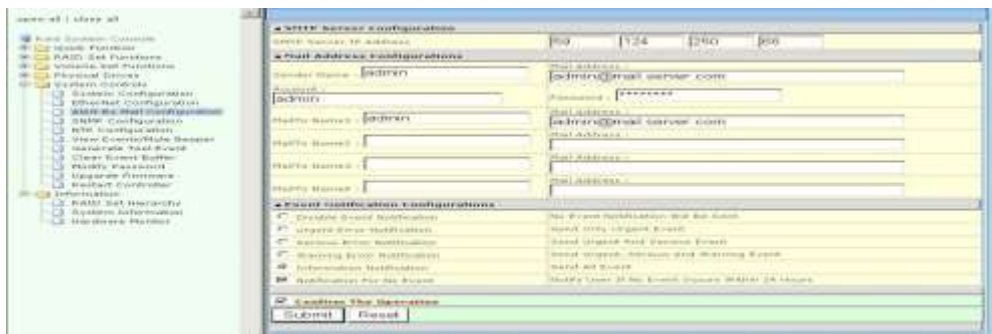 open all | close all
Raid System Console
Quick Function
RAID Set Functions
Volume Set Functions
Physical Drives
System Controls
System Configuration
EtherNet Configuration
Alert By Mail Configuration
SNMP Configuration
NTP Configuration
View Events/Mute Beeper
Generate Test Event
Clear Event Buffer
Modify Password
Upgrade Firmware
Restart Controller
Information
RAID Set Hierarchy
System Information
Hardware Monitor
SMTP Server Configuration
SMTP Server IP Address
124
Mail Address Configurations
Sender Name : admin
Mail Address :
admin@mail server com
Account :
admin
Password : ********
MailTo Name1 : admin
Mail Address :
admin@mail server com
MailTo Name2 :
Mail Address :
MailTo Name3 :
Mail Address :
MailTo Name4 :
Mail Address :
Event Notification Configurations
Disable Event Notification
No Event Notification Will Be Sent
Urgent Error Notification
Send Only Urgent Event
Serious Error Notification
Send Urgent And Serious Event
Warning Error Notification
Send Urgent, Serious and Warning Event
Information Notification
Send All Event
Notification For No Event
Notify User If No Event Occurs Within 24 Hours
Confirm The Operation
Submit Reset